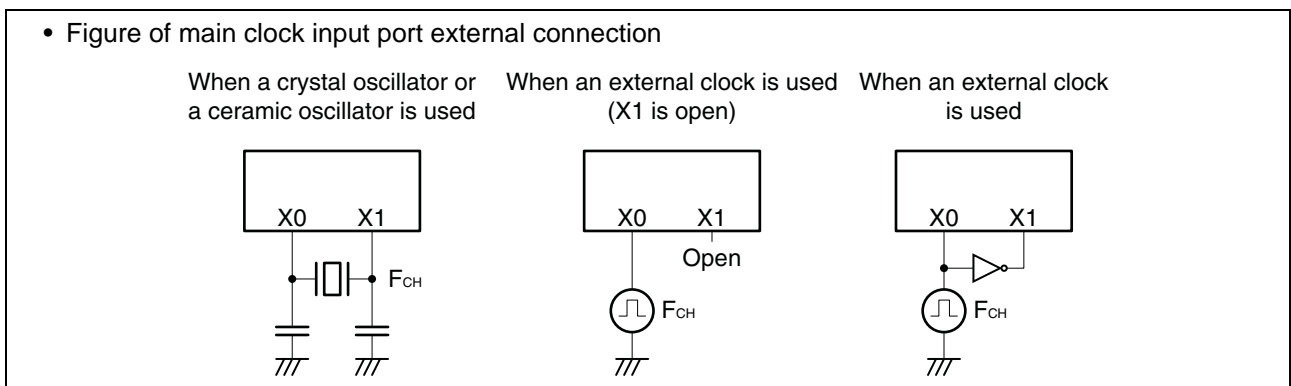 • Figure of main clock input port external connection
When a crystal oscillator or
a ceramic oscillator is used
X0 X1
FCH
When an external clock is used
(X1 is open)
X0 X1
Open
FCH
When an external clock
is used
X0 X1
FCH